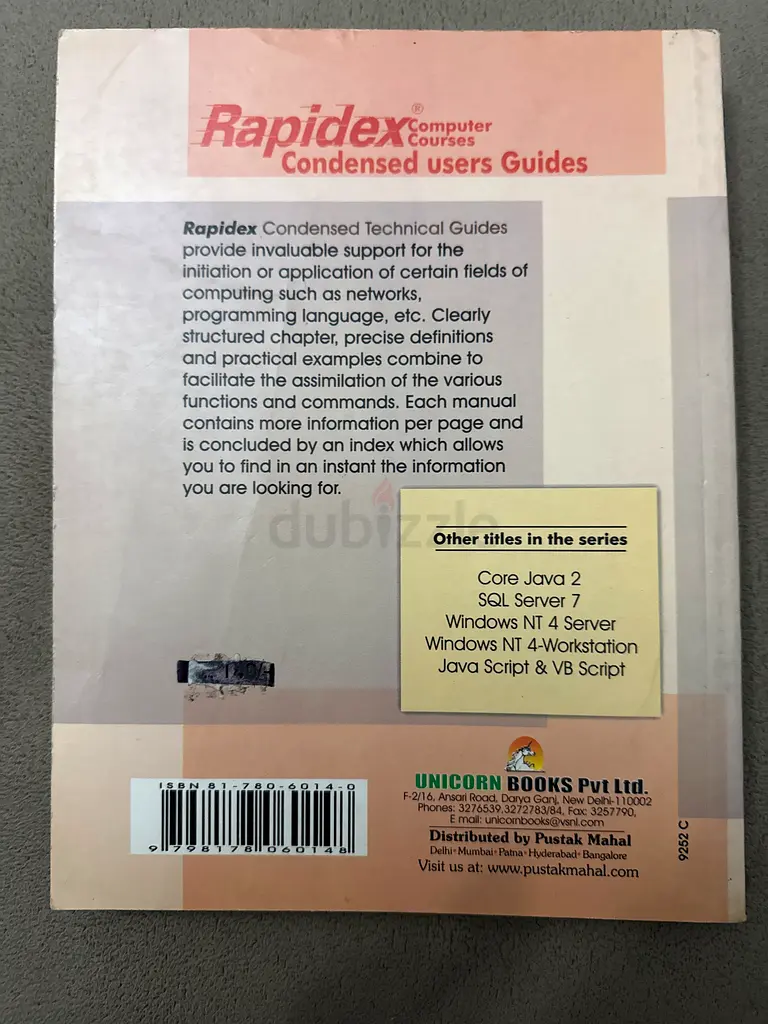 Rapidex® Computer Courses
Condensed users Guides
Rapidex Condensed Technical Guides
provide invaluable support for the
initiation or application of certain fields of
computing such as networks,
programming language, etc. Clearly
structured chapter, precise definitions
and practical examples combine to
facilitate the assimilation of the various
functions and commands. Each manual
contains more information per page and
is concluded by an index which allows
you to find in an instant the information
you are looking for.
dubizzle
Other titles in the series
Core Java 2
SQL Server 7
Windows NT 4 Server
Windows NT 4-Workstation
Java Script & VB Script
ISBN 81-780-6014-0
9 798178 060148
UNICORN BOOKS Pvt Ltd.
F-2/16, Ansari Road, Darya Ganj, New Delhi-110002
Phones: 3276539,3272783/84, Fax: 3257790,
E mail: unicornbooks@vsnl.com
Distributed by Pustak Mahal
Delhi•Mumbai•Patna•Hyderabad•Bangalore
Visit us at: www.pustakmahal.com
9252 C